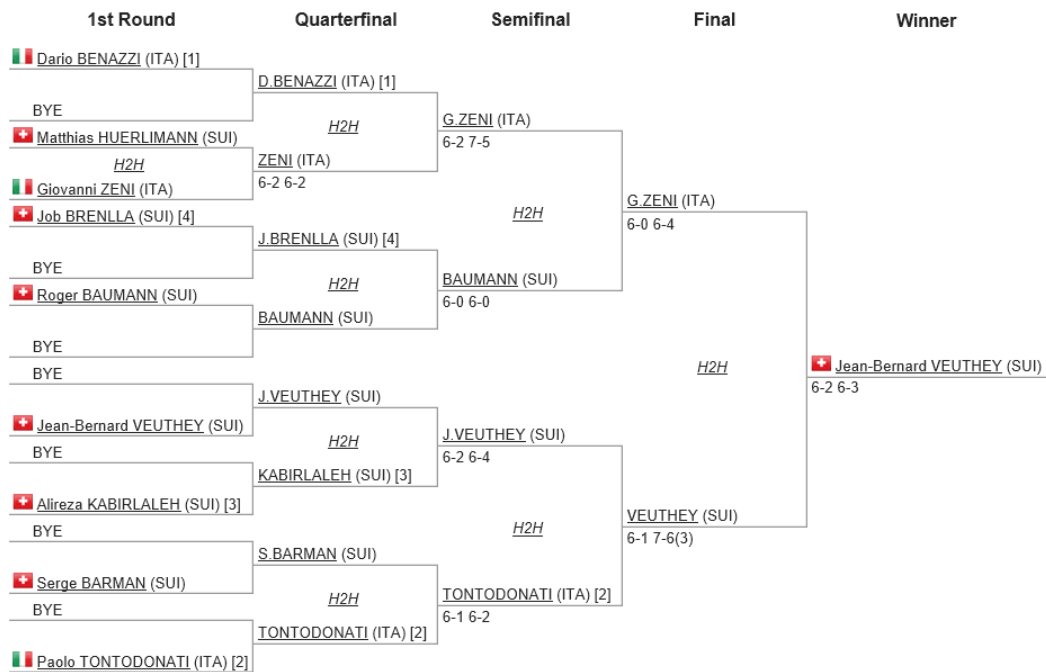 1st Round
Quarterfinal
Semifinal
Final
Winner
Dario BENAZZI (ITA) [1]
BYE
Matthias HUERLIMANN (SUI)
H2H
Giovanni ZENI (ITA)
Job BRENLLA (SUI) [4]
BYE
Roger BAUMANN (SUI)
BYE
BYE
Jean-Bernard VEUTHEY (SUI)
BYE
Alireza KABIRLALEH (SUI) [3]
BYE
Serge BARMAN (SUI)
BYE
Paolo TONTODONATI (ITA) [2]
D.BENAZZI (ITA) [1]
H2H
ZENI (ITA)
6-2 6-2
J.BRENLLA (SUI) [4]
H2H
BAUMANN (SUI)
J.VEUTHEY (SUI)
H2H
KABIRLALEH (SUI) [3]
S.BARMAN (SUI)
H2H
TONTODONATI (ITA) [2]
G.ZENI (ITA)
6-2 7-5
H2H
BAUMANN (SUI)
6-0 6-0
J.VEUTHEY (SUI)
6-2 6-4
H2H
TONTODONATI (ITA) [2]
6-1 6-2
G.ZENI (ITA)
6-0 6-4
H2H
VEUTHEY (SUI)
6-1 7-6(3)
Jean-Bernard VEUTHEY (SUI)
6-2 6-3